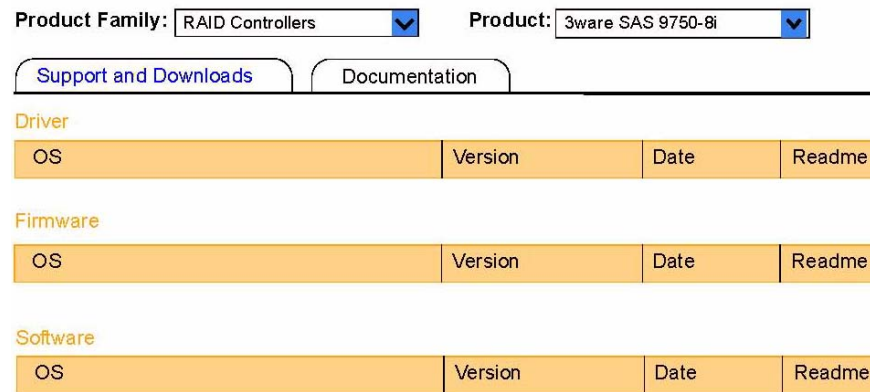 Product Family: RAID Controllers Product: 3ware SAS 9750-8i
Support and Downloads Documentation
Driver
OS Version Date Readme
Firmware
OS Version Date Readme
Software
OS Version Date Readme